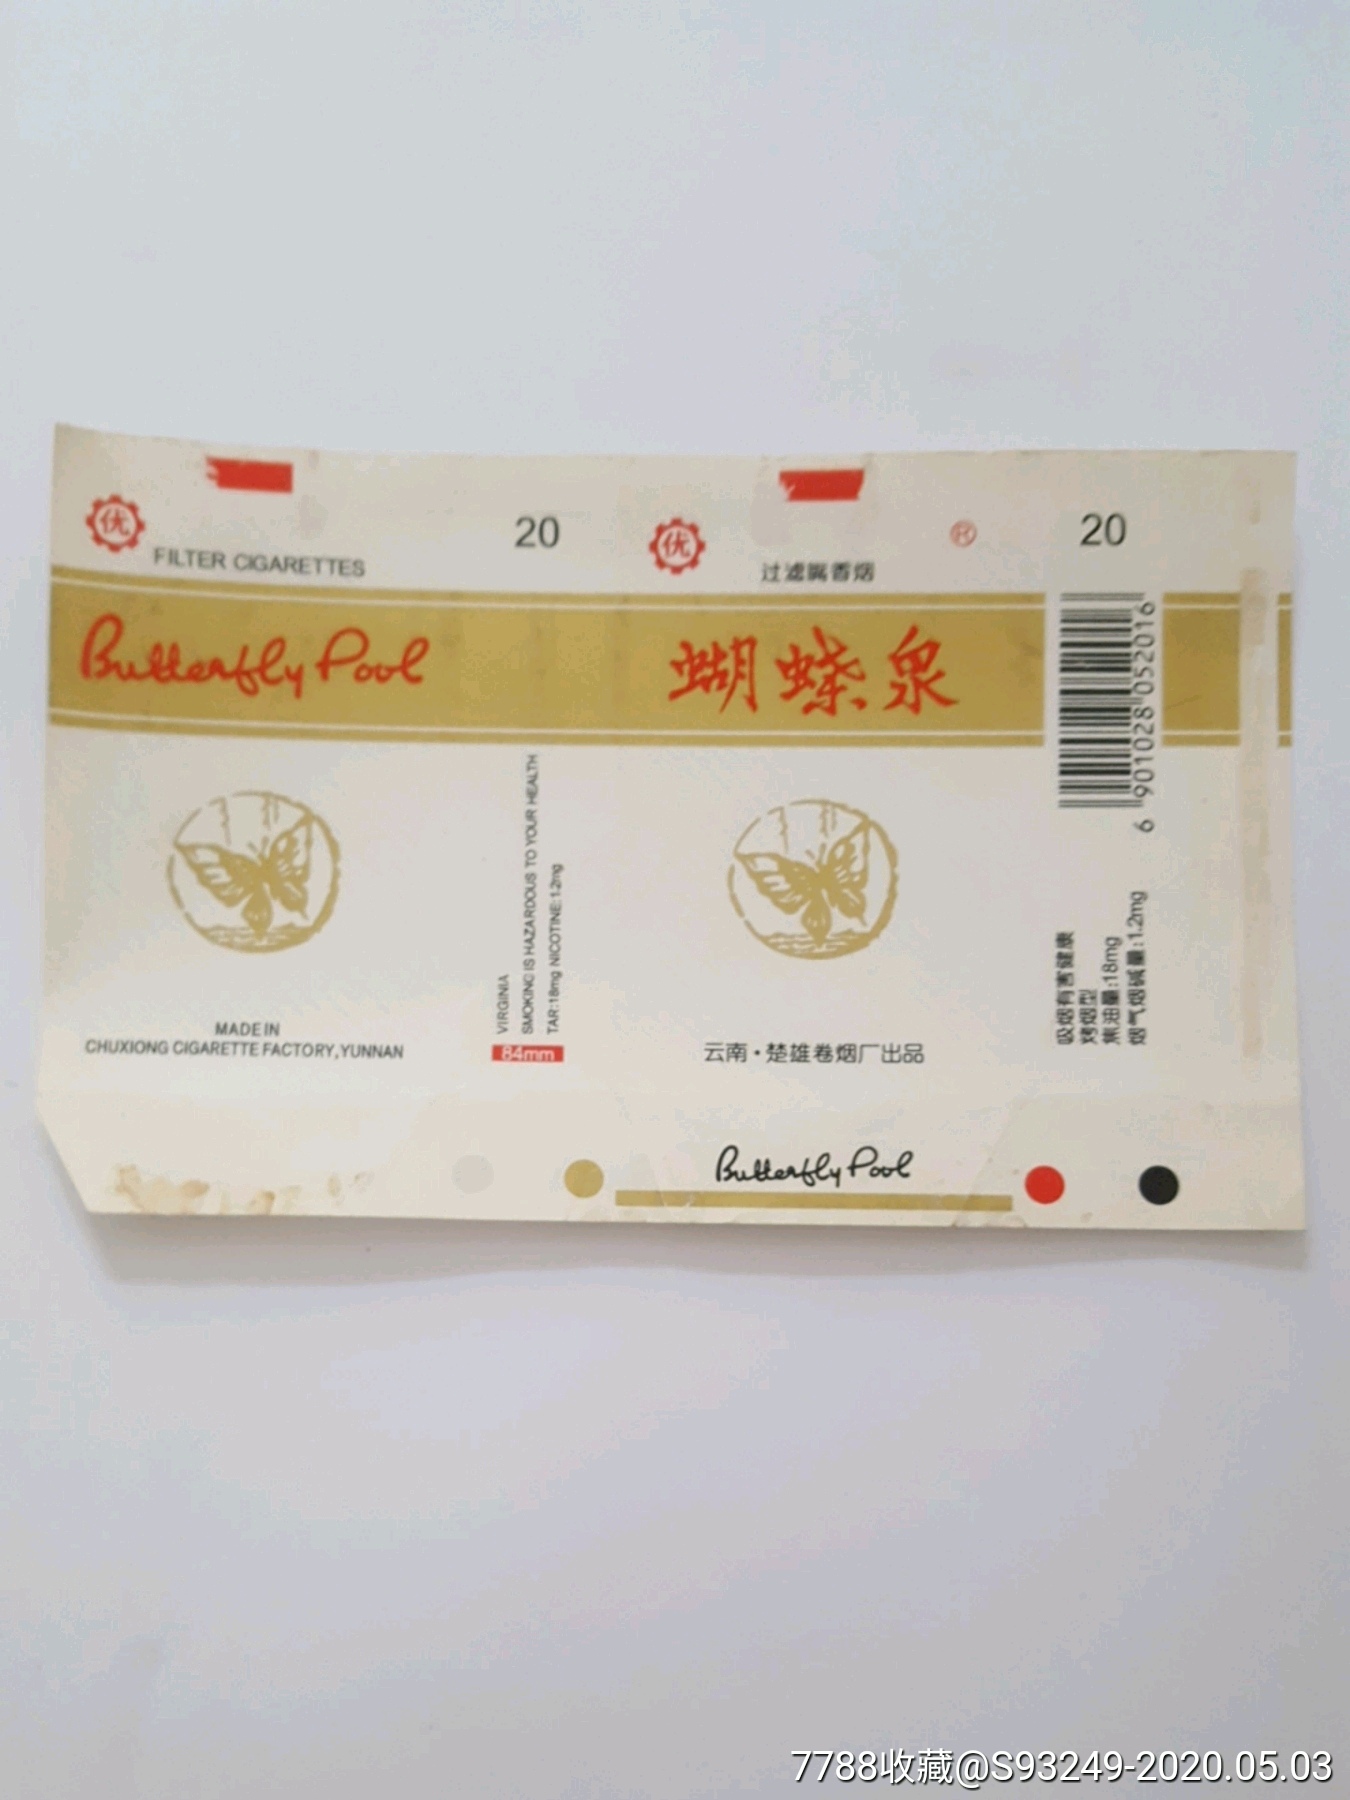 优
FILTER CIGARETTES
20
Butterfly Pool
MADE IN
CHUXIONG CIGARETTE FACTORY, YUNNAN
VIRGINIA
SMOKING IS HAZARDOUS TO YOUR HEALTH
TAR:18mg NICOTINE:1.2mg
84mm
优
过滤嘴香烟
®
蝴蝶泉
云南·楚雄卷烟厂出品
Butterfly Pool
20
6 901028 052016
吸烟有害健康
烤烟型
焦油量:18mg
烟气烟碱量:1.2mg
7788收藏@S93249-2020.05.03